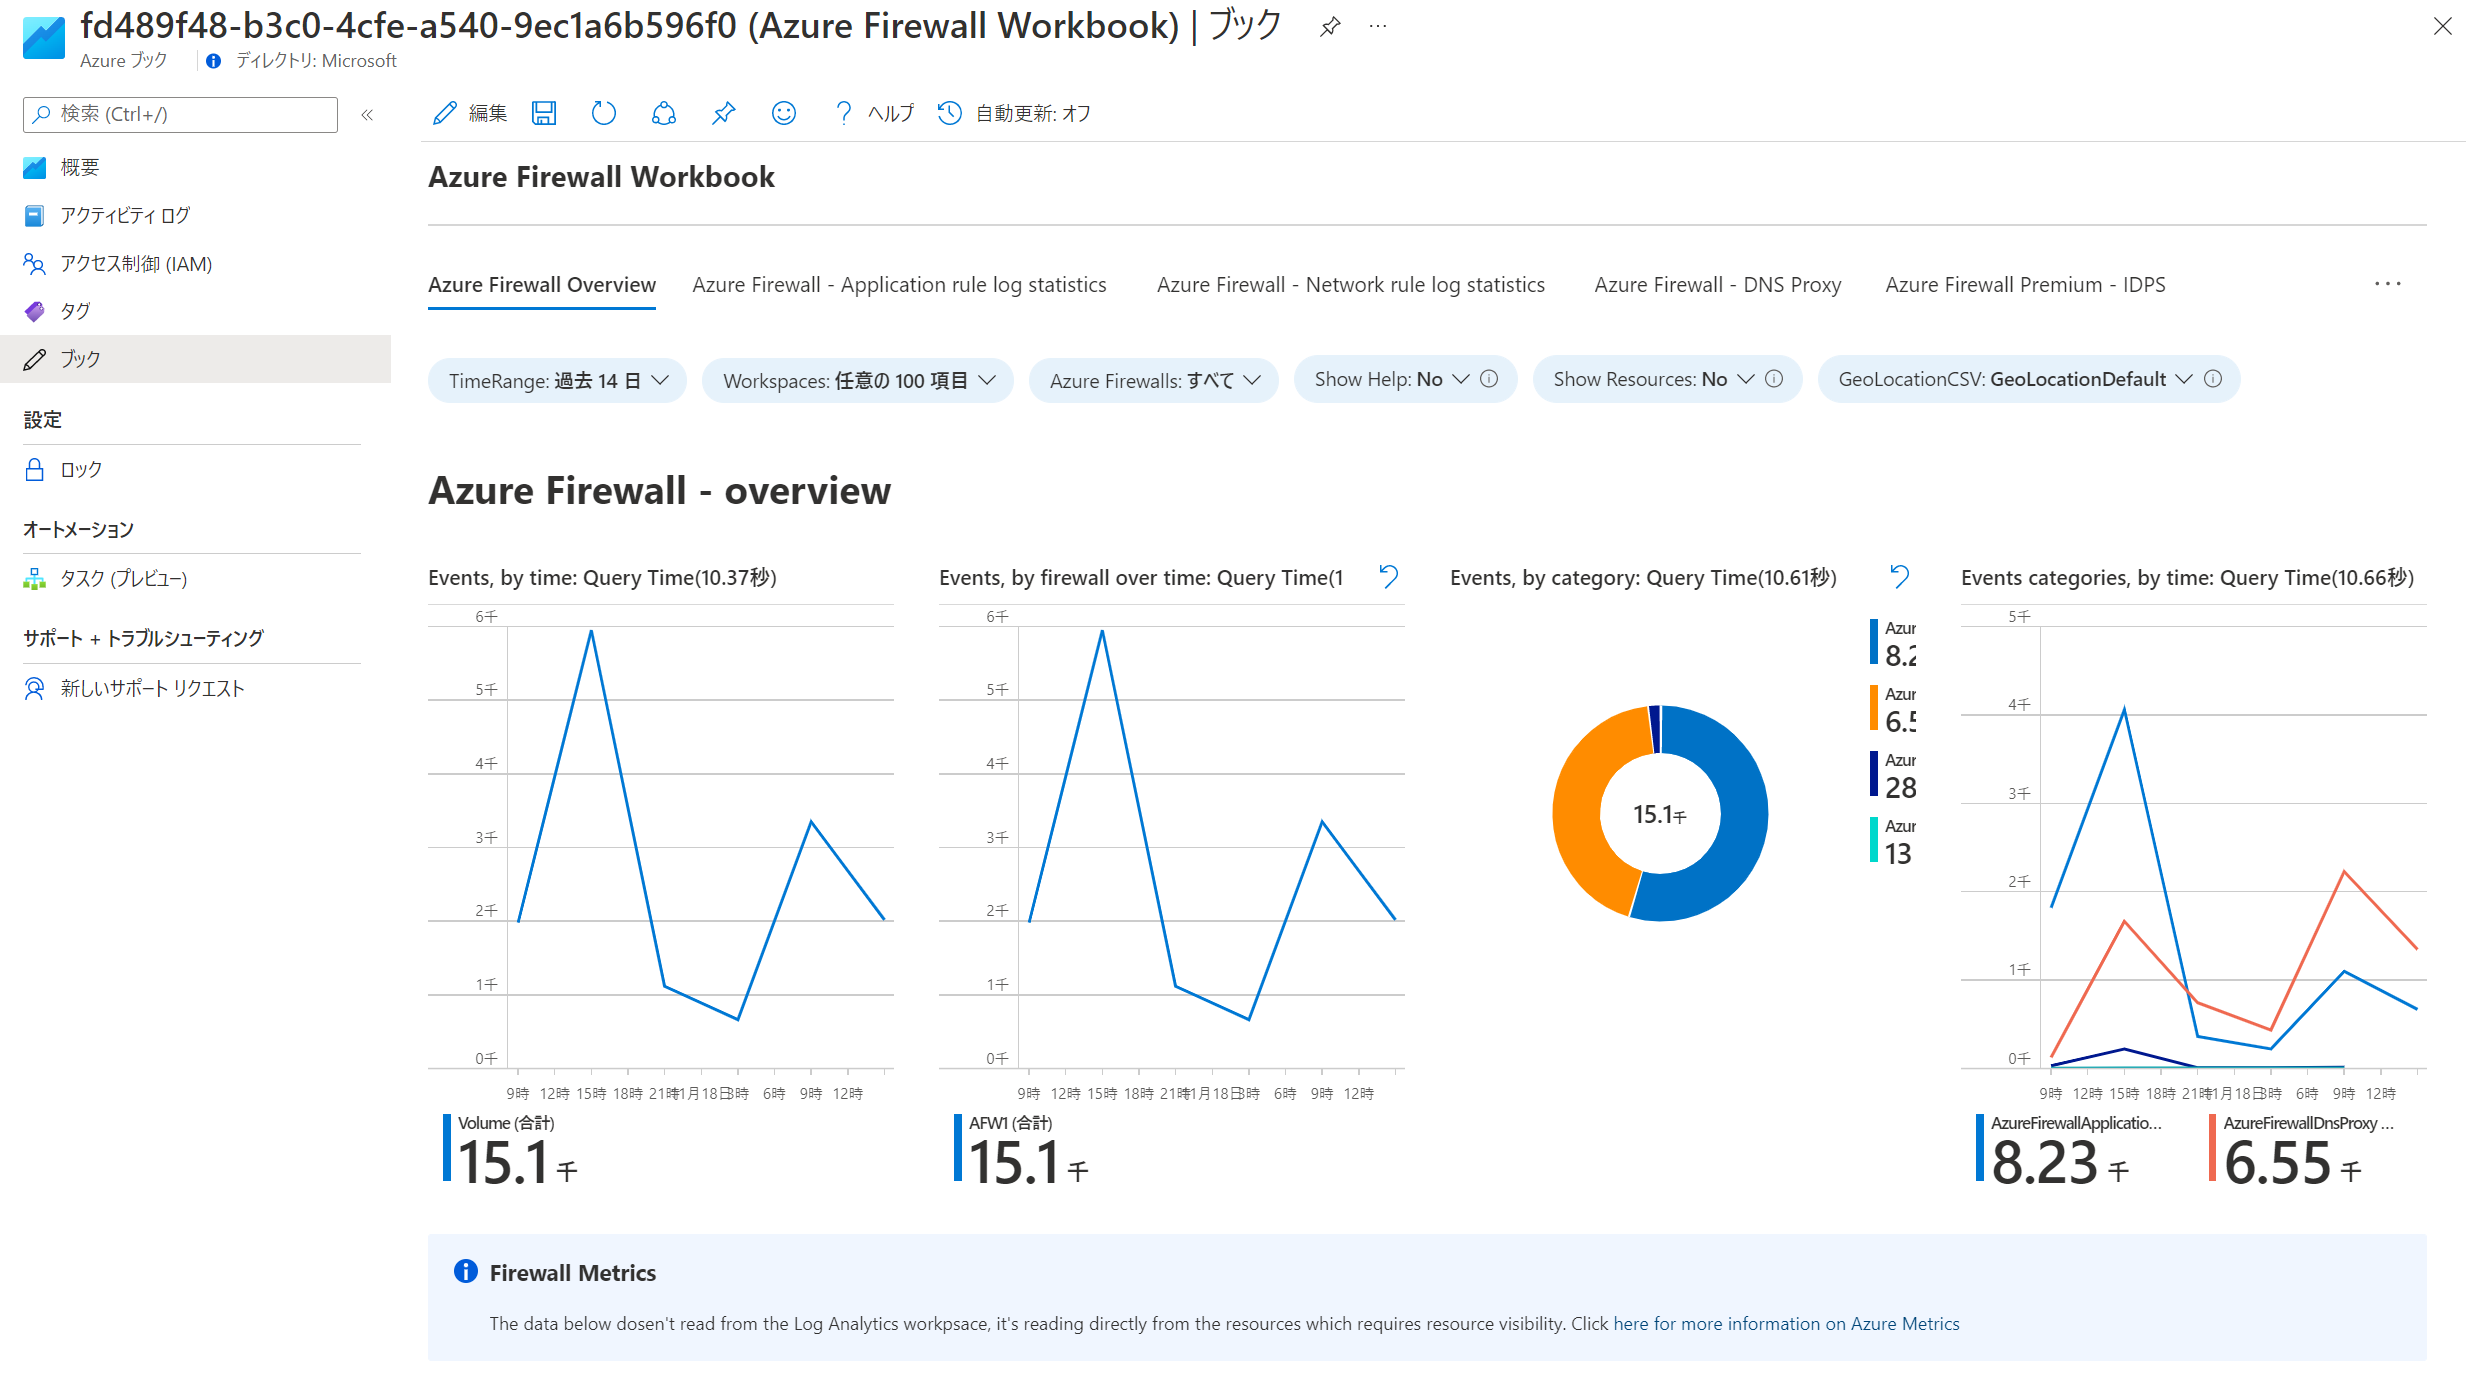 fd489f48-b3c0-4cfe-a540-9ec1a6b596f0 (Azure Firewall Workbook) | ブック
Azure ブック
ディレクトリ: Microsoft
検索 (Ctrl+/)
概要
アクティビティ ログ
アクセス制御 (IAM)
タグ
ブック
設定
ロック
オートメーション
タスク (プレビュー)
サポート + トラブルシューティング
新しいサポート リクエスト
編集
ヘルプ
自動更新: オフ
Azure Firewall Workbook
Azure Firewall Overview
Azure Firewall - Application rule log statistics
Azure Firewall - Network rule log statistics
Azure Firewall - DNS Proxy
Azure Firewall Premium - IDPS
TimeRange: 過去 14 日
Workspaces: 任意の 100 項目
Azure Firewalls: すべて
Show Help: No
Show Resources: No
GeoLocationCSV: GeoLocationDefault
Azure Firewall - overview
Events, by time: Query Time(10.37秒)
6千
5千
4千
3千
2千
1千
0千
9時 12時 15時 18時 21時 11月18日 3時 6時 9時 12時
Volume (合計)
15.1 千
Events, by firewall over time: Query Time(1
6千
5千
4千
3千
2千
1千
0千
9時 12時 15時 18時 21時 11月18日 3時 6時 9時 12時
AFW1 (合計)
15.1 千
Events, by category: Query Time(10.61秒)
15.1千
Azur
8.2
Azur
6.5
Azur
28
Azur
13
Events categories, by time: Query Time(10.66秒)
5千
4千
3千
2千
1千
0千
9時 12時 15時 18時 21時 11月18日 3時 6時 9時 12時
AzureFirewallApplicatio...
8.23 千
AzureFirewallDnsProxy ...
6.55 千
Firewall Metrics
The data below dosen't read from the Log Analytics workpsace, it's reading directly from the resources which requires resource visibility. Click here for more information on Azure Metrics